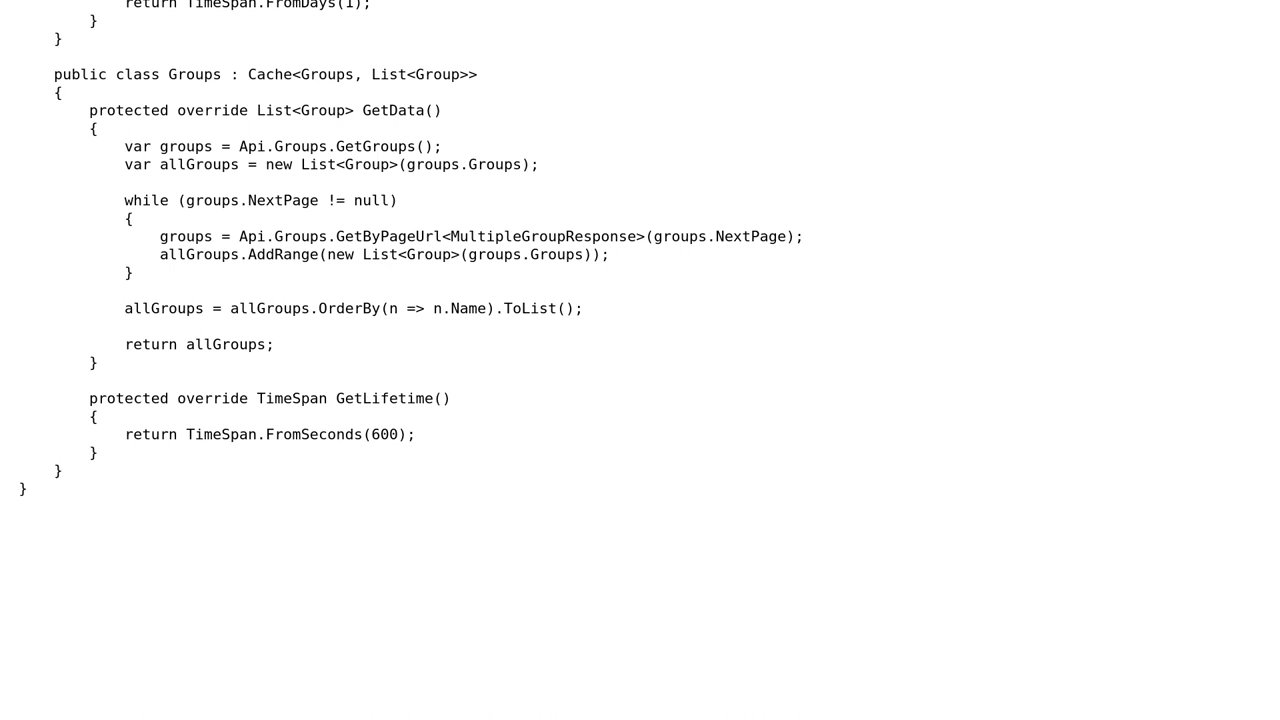 return TimeSpan.FromDays(1);
        }
    }

    public class Groups : Cache<Groups, List<Group>>
    {
        protected override List<Group> GetData()
        {
            var groups = Api.Groups.GetGroups();
            var allGroups = new List<Group>(groups.Groups);

            while (groups.NextPage != null)
            {
                groups = Api.Groups.GetByPageUrl<MultipleGroupResponse>(groups.NextPage);
                allGroups.AddRange(new List<Group>(groups.Groups));
            }

            allGroups = allGroups.OrderBy(n => n.Name).ToList();

            return allGroups;
        }

        protected override TimeSpan GetLifetime()
        {
            return TimeSpan.FromSeconds(600);
        }
    }
}